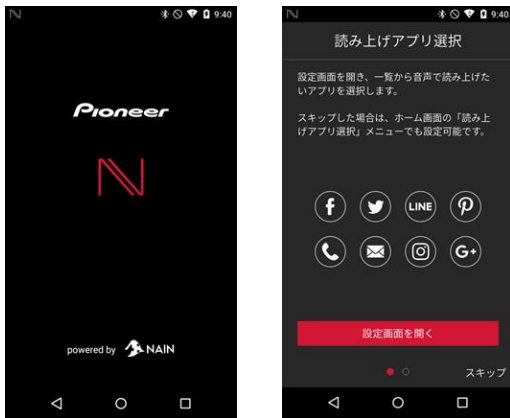 9:40
Pioneer
powered by NAIN
9:40
読み上げアプリ選択
設定画面を開き、一覧から音声で読み上げた
いアプリを選択します。
スキップした場合は、ホーム画面の「読み上
げアプリ選択」メニューでも設定可能です。
LINE
G+
設定画面を開く
スキップ